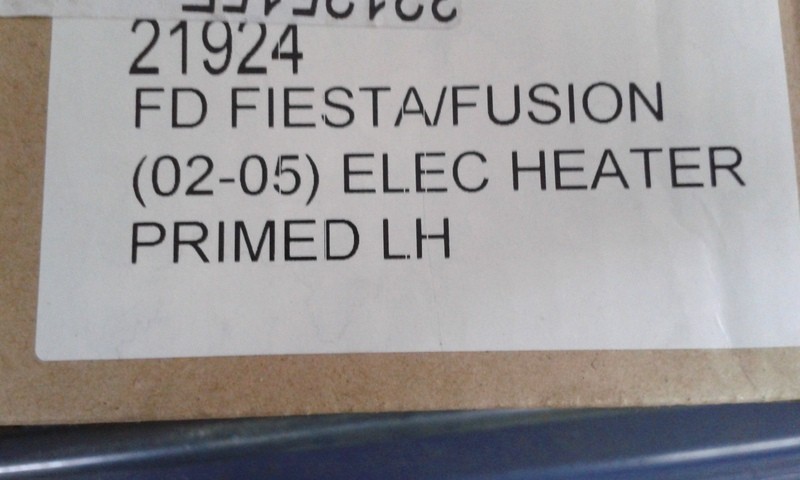 21924
FD FIESTA/FUSION
(02-05) ELEC HEATER
PRIMED LH